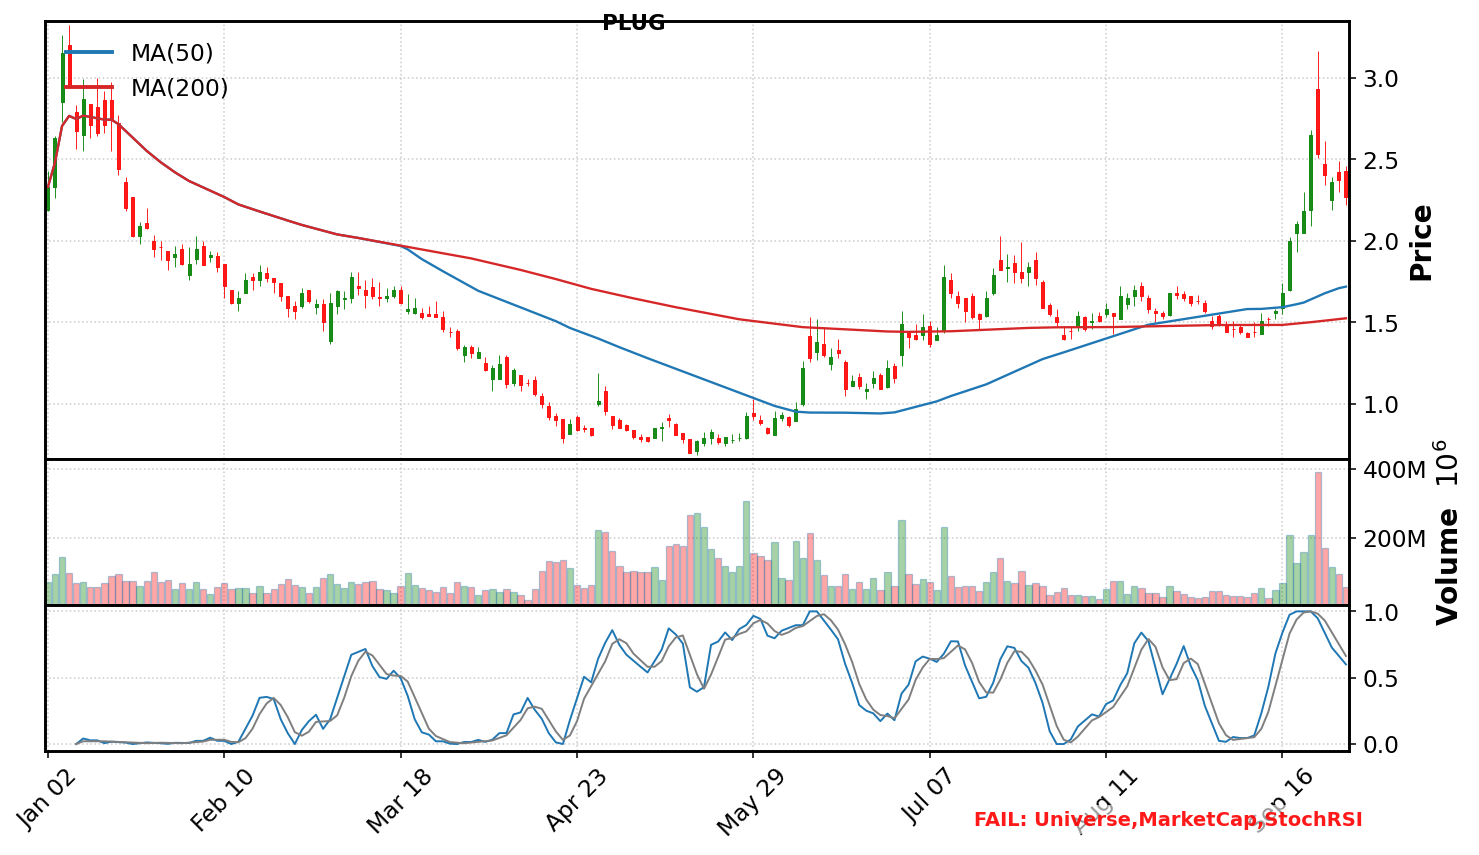 PLUG
MA(50)
MA(200)
3.0
2.5
2.0
1.5
1.0
Price
400M
200M
Volume 10^6
1.0
0.5
0.0
Jan 02
Feb 10
Mar 18
Apr 23
May 29
Jul 07
Aug 11
Sep 16
FAIL: Universe,MarketCap,StochRSI